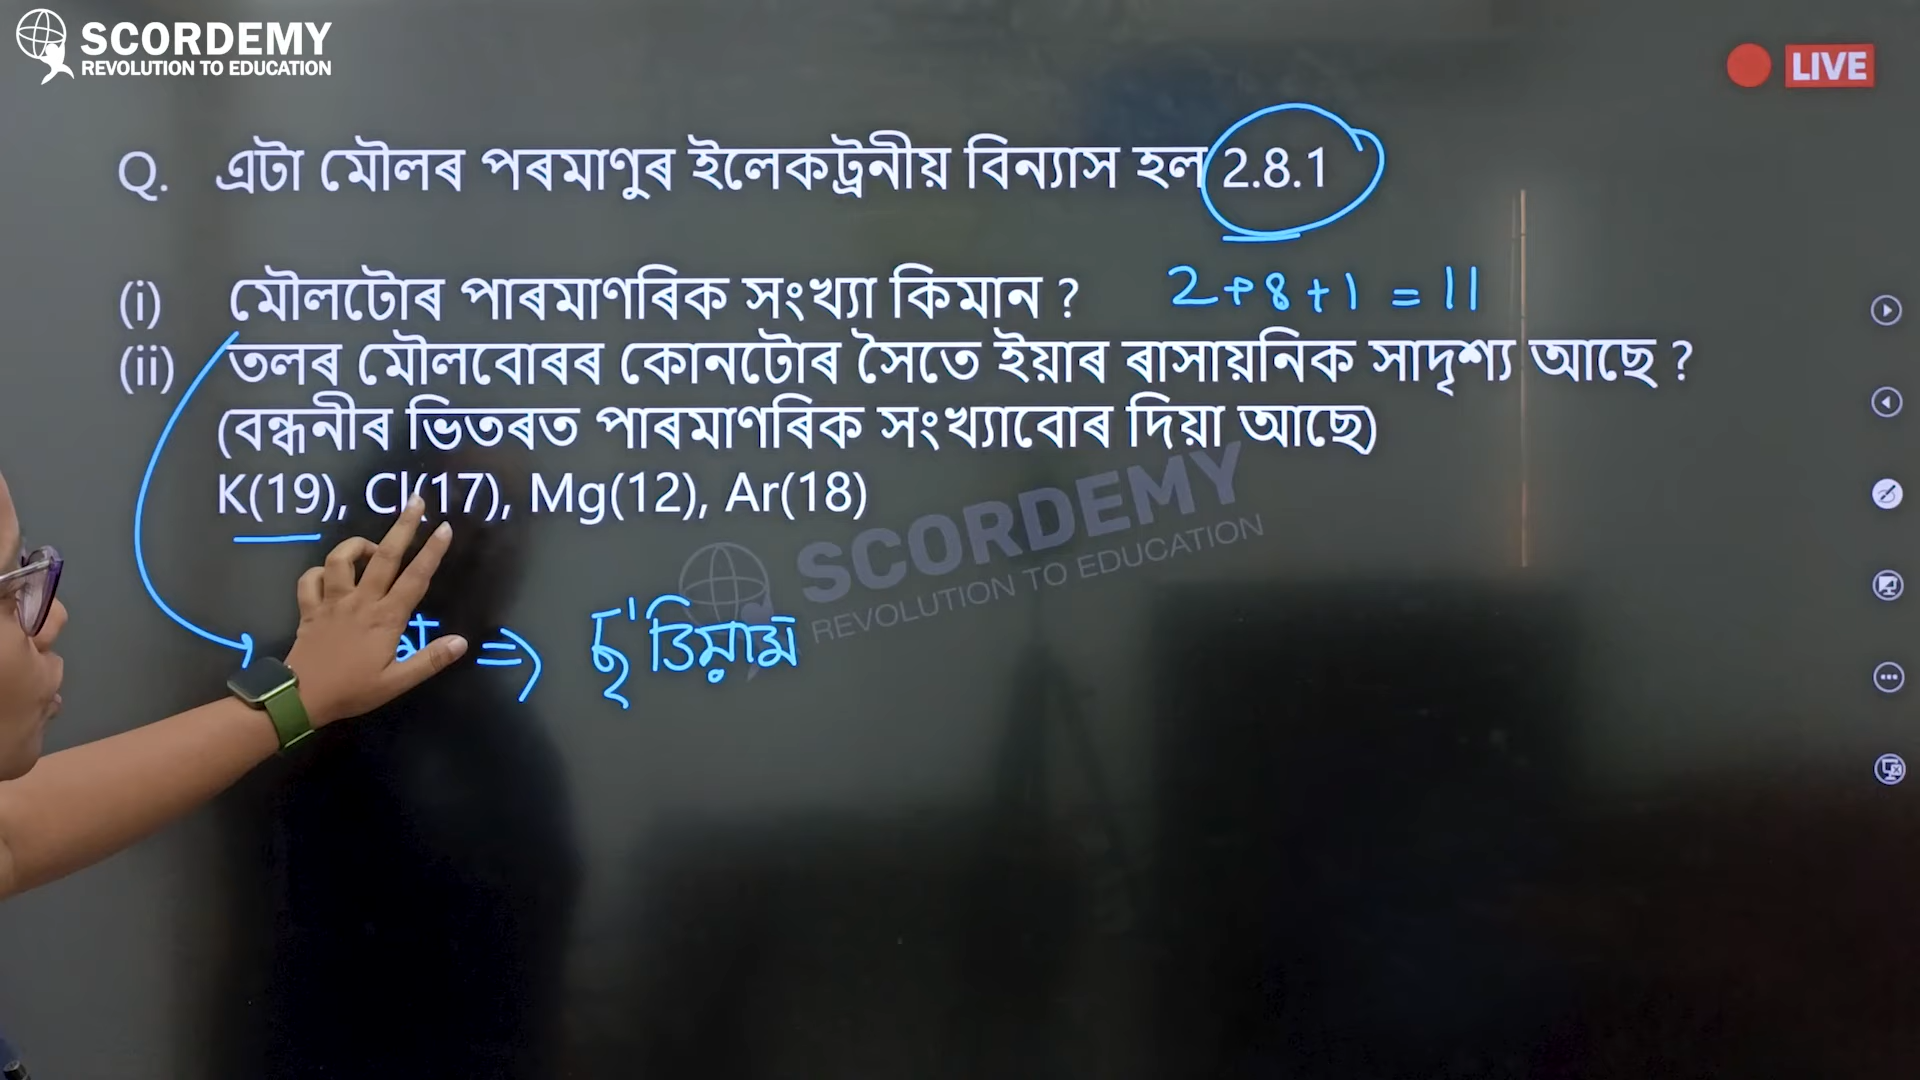 SCORDEMY
REVOLUTION TO EDUCATION
LIVE
Q. এটা মৌলৰ পৰমাণুৰ ইলেকট্ৰনীয় বিন্যাস হল 2.8.1
(i) মৌলটোৰ পাৰমাণৱিক সংখ্যা কিমান ? 2+8+1 = 11
(ii) তলৰ মৌলবোৰৰ কোনটোৰ সৈতে ইয়াৰ ৰাসায়নিক সাদৃশ্য আছে ?
(বন্ধনীৰ ভিতৰত পাৰমাণৱিক সংখ্যাবোৰ দিয়া আছে)
K(19), Cl(17), Mg(12), Ar(18)
SCORDEMY
REVOLUTION TO EDUCATION
=> ছ'ডিয়াম